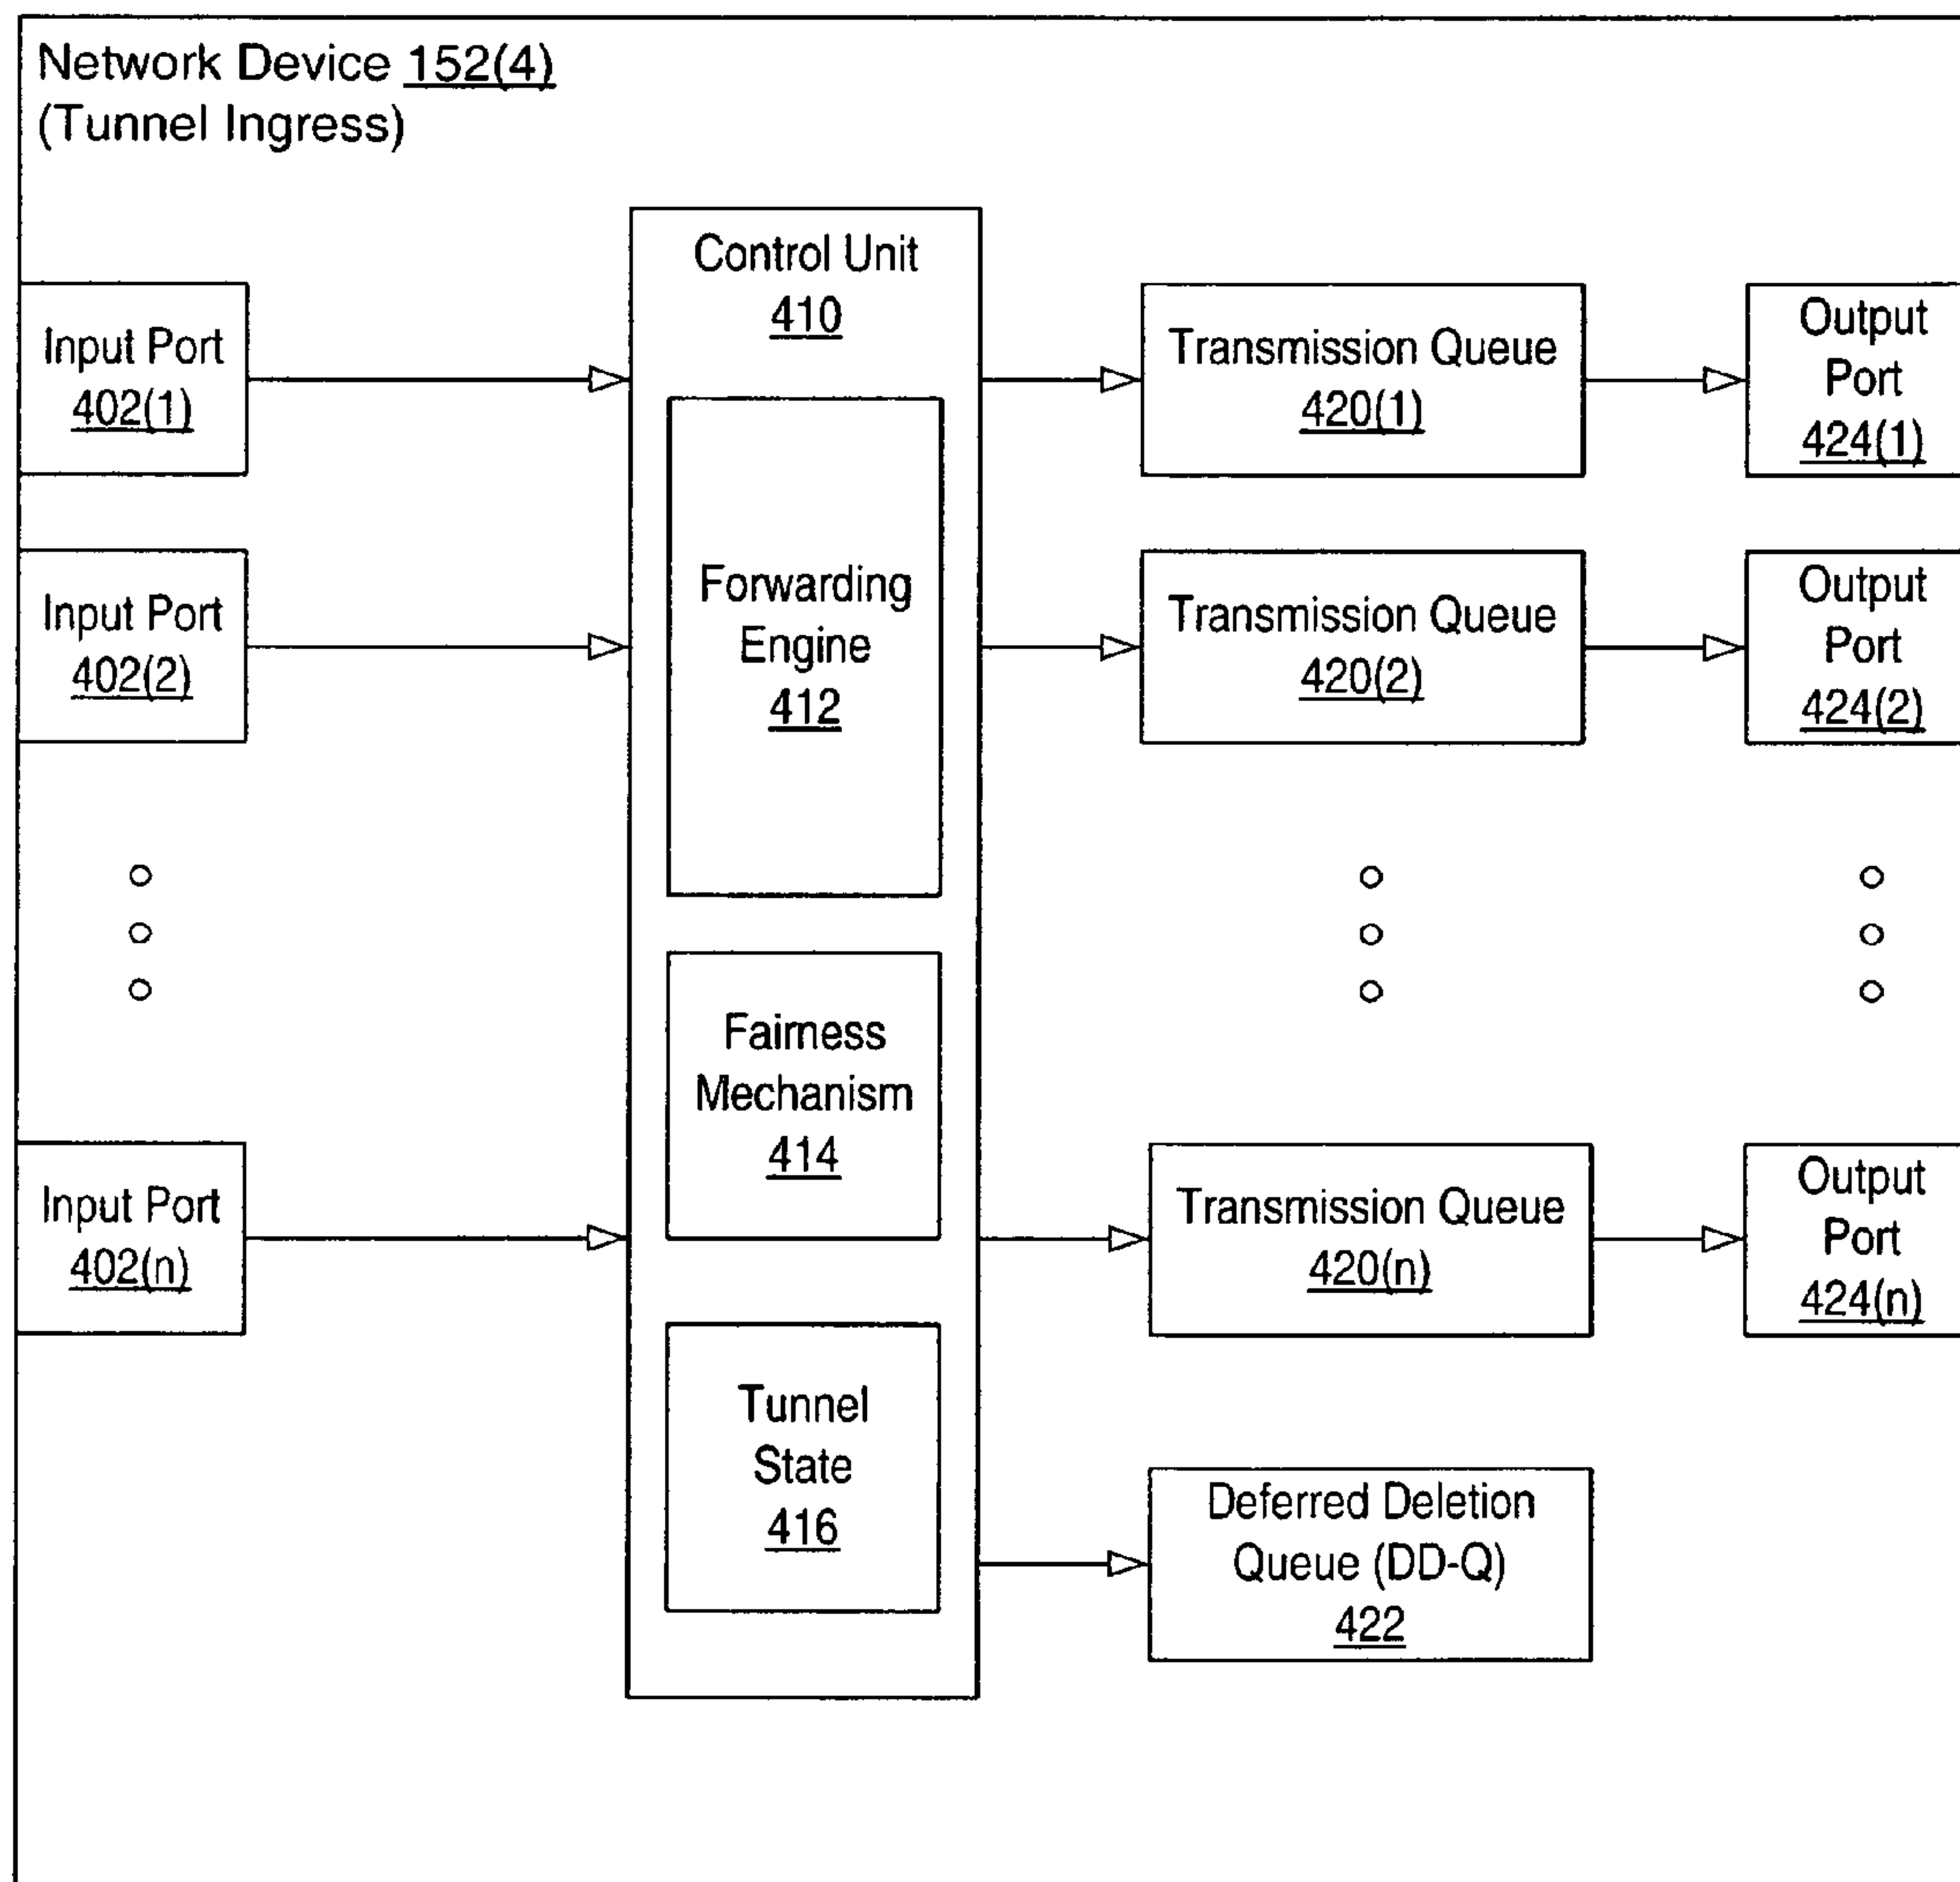 Network Device 152(4)
(Tunnel Ingress)
Control Unit
410
Input Port
402(1)
Transmission Queue
420(1)
Output
Port
424(1)
Forwarding
Engine
412
Input Port
402(2)
Transmission Queue
420(2)
Output
Port
424(2)
Fairness
Mechanism
414
Input Port
402(n)
Transmission Queue
420(n)
Output
Port
424(n)
Tunnel
State
416
Deferred Deletion
Queue (DD-Q)
422